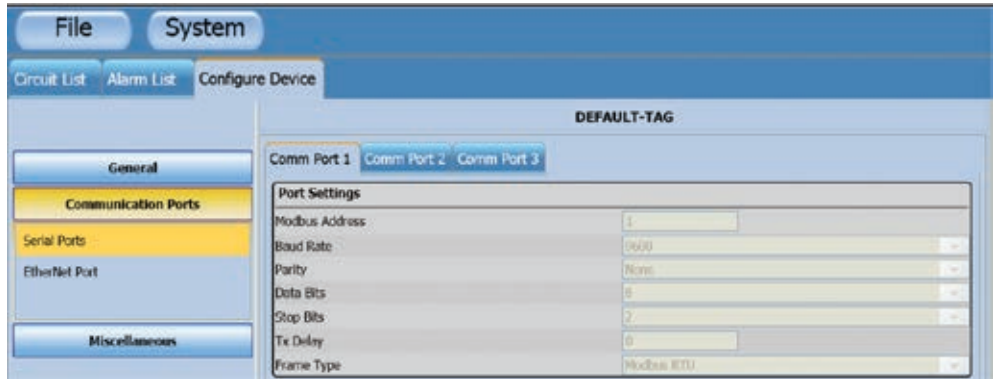 File System
Circuit List Alarm List Configure Device
DEFAULT-TAG
General
Communication Ports
Serial Ports
EtherNet Port
Miscellaneous
Comm Port 1 Comm Port 2 Comm Port 3
Port Settings
Modbus Address 1
Baud Rate 9600
Parity None
Data Bits 8
Stop Bits 2
Tx Delay 0
Frame Type Modbus RTU